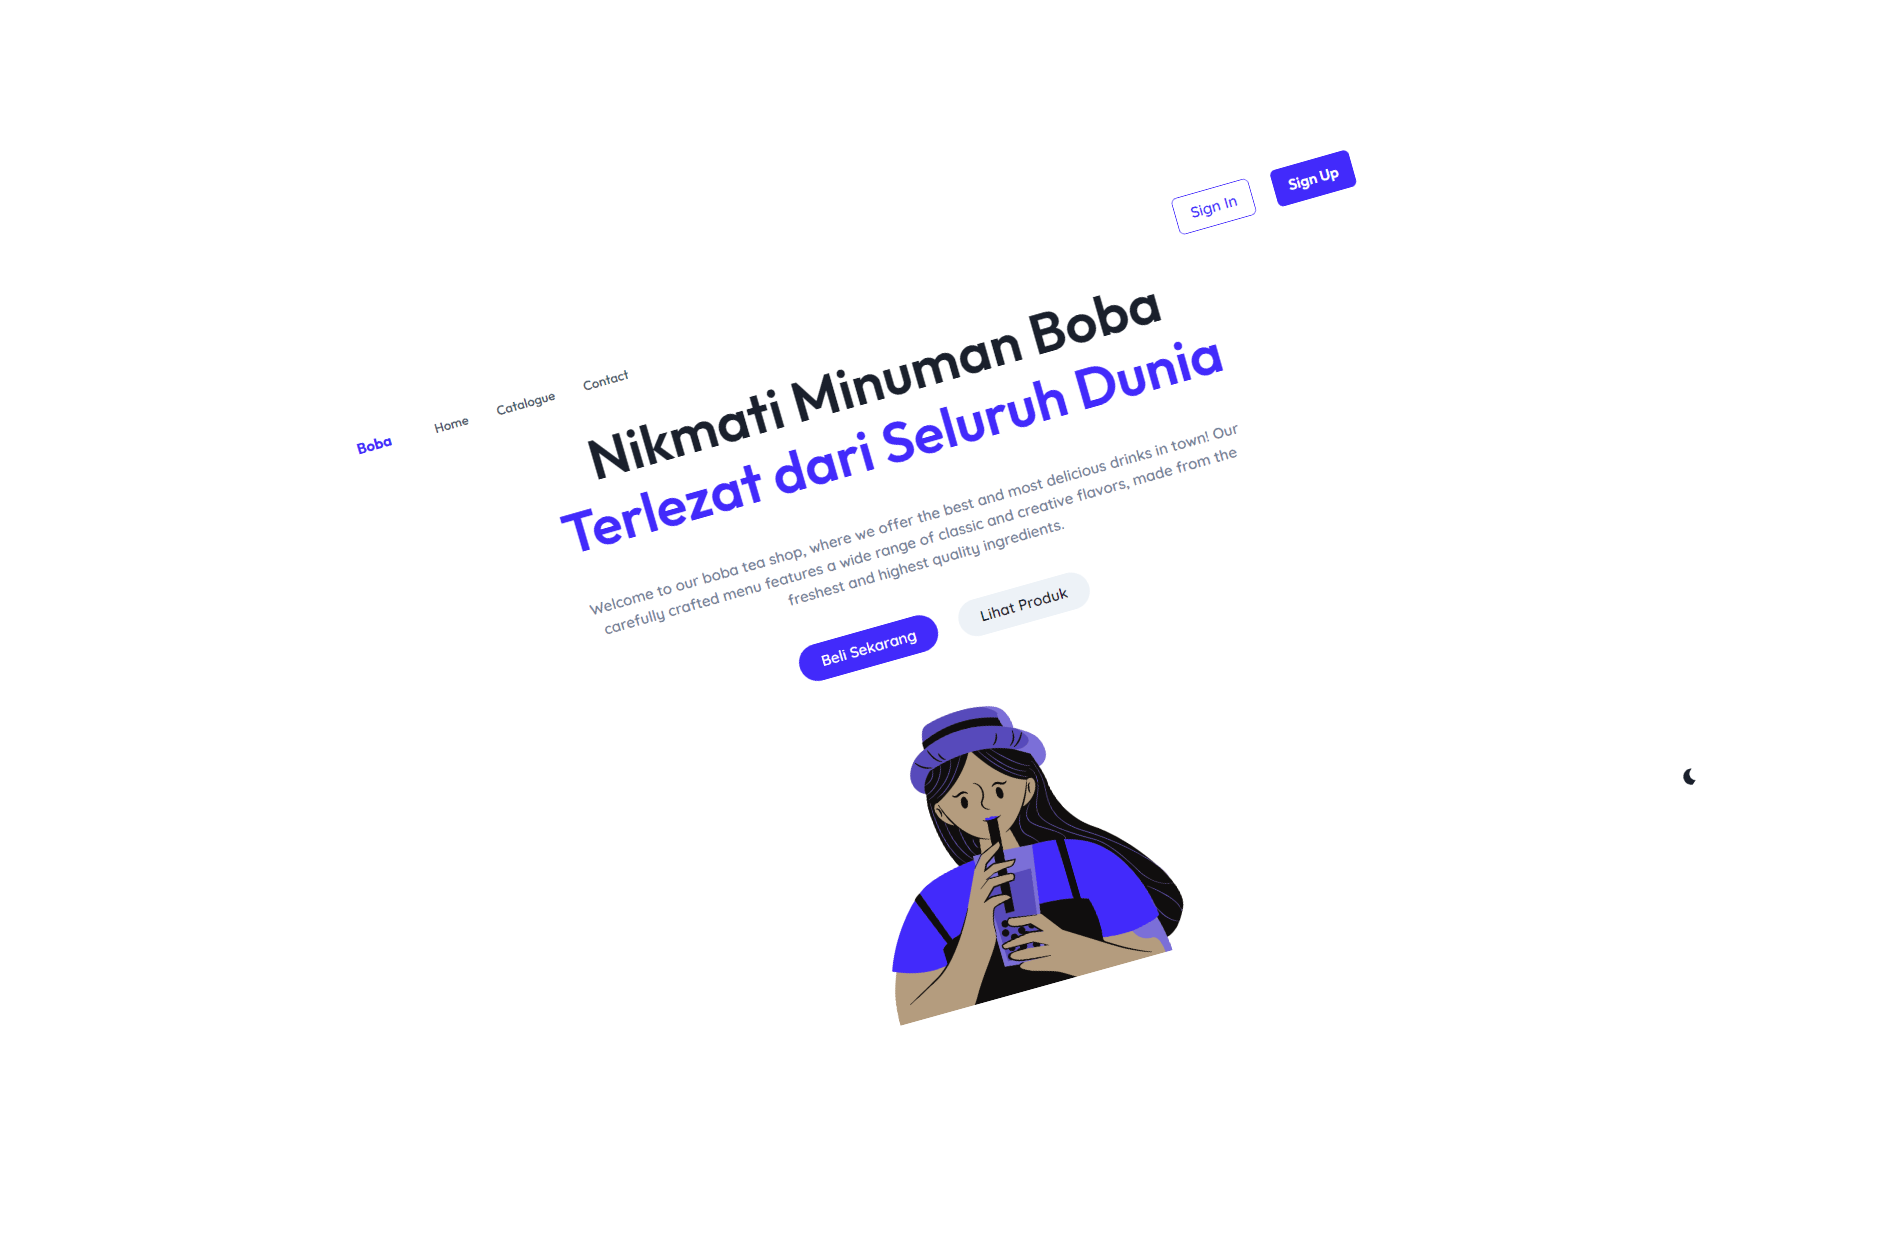 Boba
Home
Catalogue
Contact
Sign In
Sign Up
Nikmati Minuman Boba
Terlezat dari Seluruh Dunia
Welcome to our boba tea shop, where we offer the best and most delicious drinks in town! Our
carefully crafted menu features a wide range of classic and creative flavors, made from the
freshest and highest quality ingredients.
Beli Sekarang
Lihat Produk